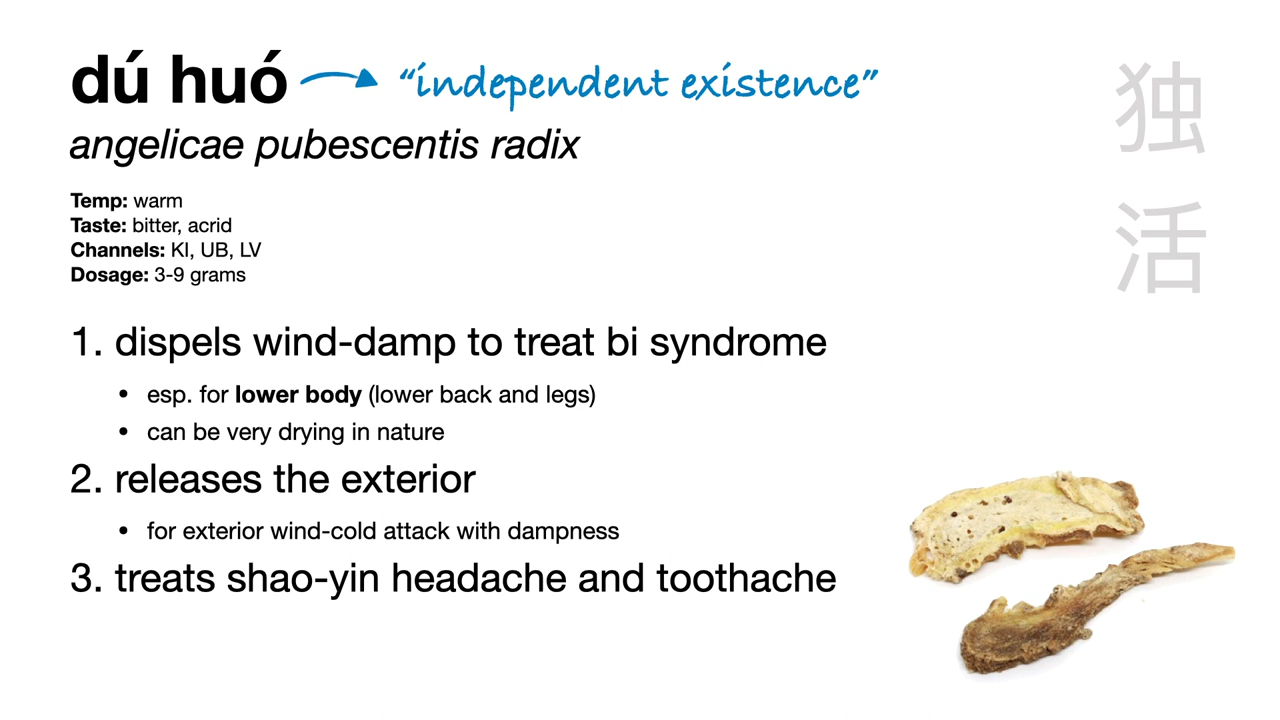 dú huó “independent existence”
angelicae pubescentis radix
Temp: warm
Taste: bitter, acrid
Channels: KI, UB, LV
Dosage: 3-9 grams
1. dispels wind-damp to treat bi syndrome
• esp. for lower body (lower back and legs)
• can be very drying in nature
2. releases the exterior
• for exterior wind-cold attack with dampness
3. treats shao-yin headache and toothache
独
活